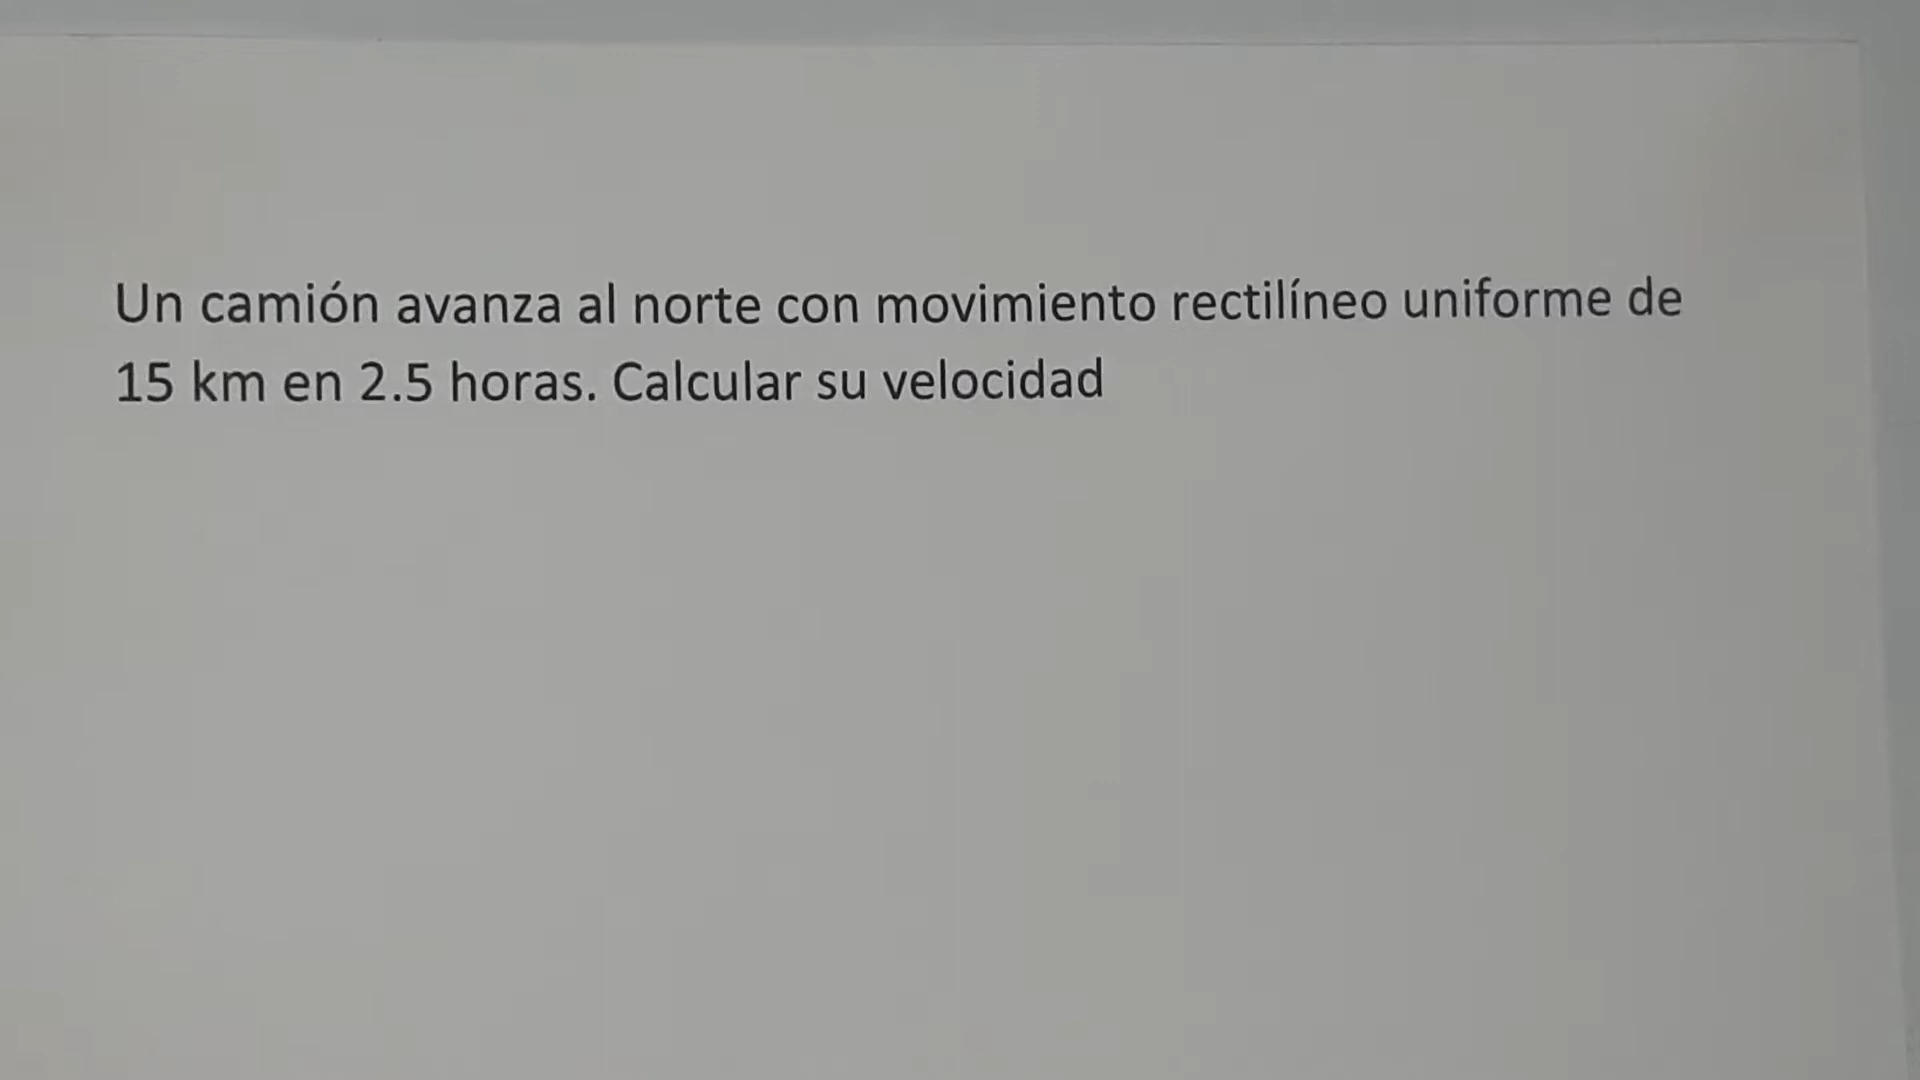 Un camión avanza al norte con movimiento rectilíneo uniforme de
15 km en 2.5 horas. Calcular su velocidad